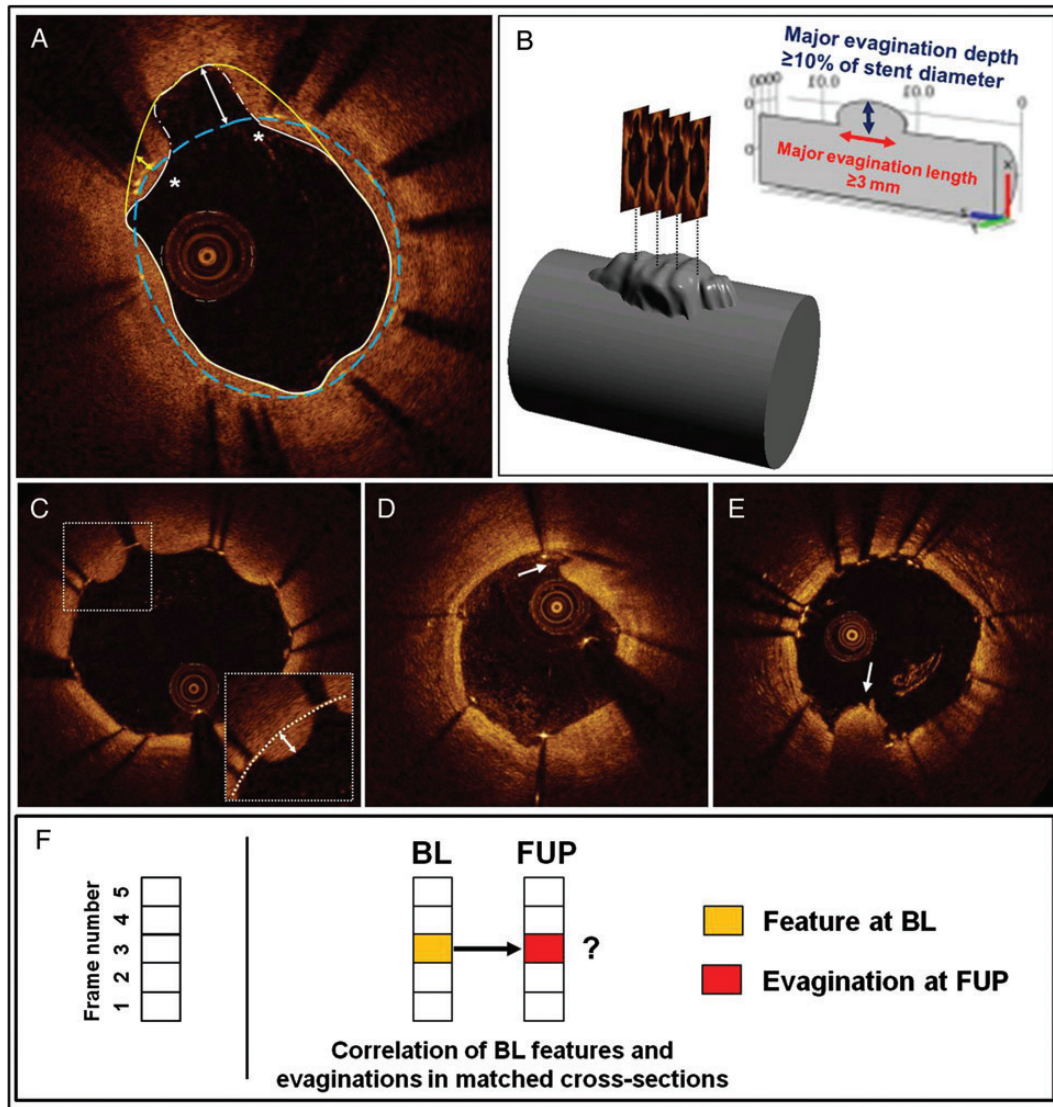 A
*
*
B
Major evagination depth
≥10% of stent diameter
Major evagination length
≥3 mm
X
C
D
E
F
Frame number
5
4
3
2
1
BL
FUP
?
Feature at BL
Evagination at FUP
Correlation of BL features and
evaginations in matched cross-sections